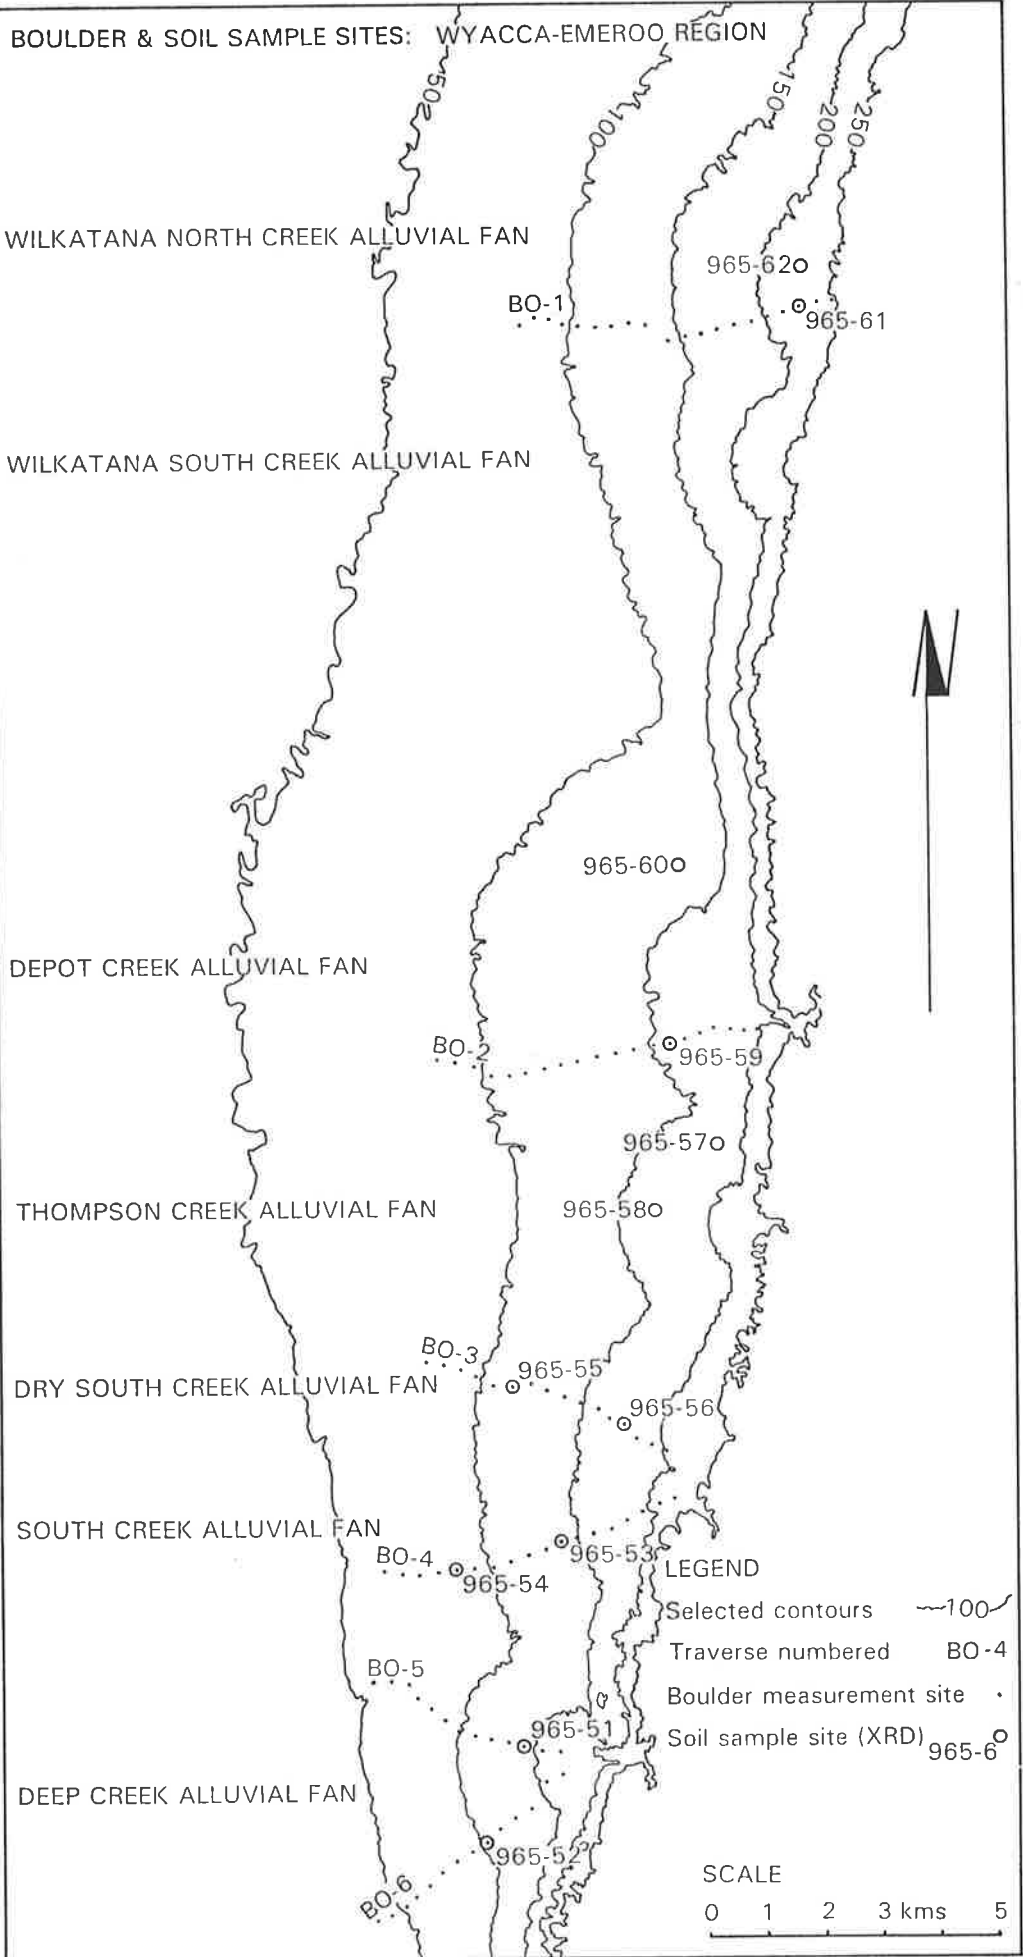 BOULDER & SOIL SAMPLE SITES: WYACCA-EMEROO REGION
50
100
150
200
250
WILKATANA NORTH CREEK ALLUVIAL FAN
965-62
BO-1
965-61
WILKATANA SOUTH CREEK ALLUVIAL FAN
N
965-60
DEPOT CREEK ALLUVIAL FAN
BO-2
965-59
965-57
THOMPSON CREEK ALLUVIAL FAN
965-58
BO-3
965-55
DRY SOUTH CREEK ALLUVIAL FAN
965-56
SOUTH CREEK ALLUVIAL FAN
BO-4
965-53
965-54
LEGEND
Selected contours 100
Traverse numbered BO-4
Boulder measurement site
Soil sample site (XRD) 965-6
BO-5
965-51
DEEP CREEK ALLUVIAL FAN
965-52
BO-6
SCALE
0 1 2 3 kms 5